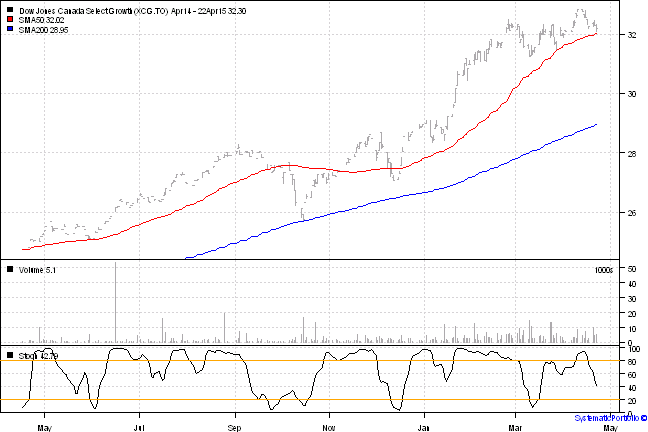 Dow Jones Canada Select Growth (XCG.TO) Apr14 - 22Apr15 32.30
SMA50 32.02
SMA200 28.95
32
30
28
26
Volume 5.1
1000s
50
40
30
20
10
0
Stoch 42.79
100
80
60
40
20
0
May
Jul
Sep
Nov
Jan
Mar
May
SystematicPortfolio ©